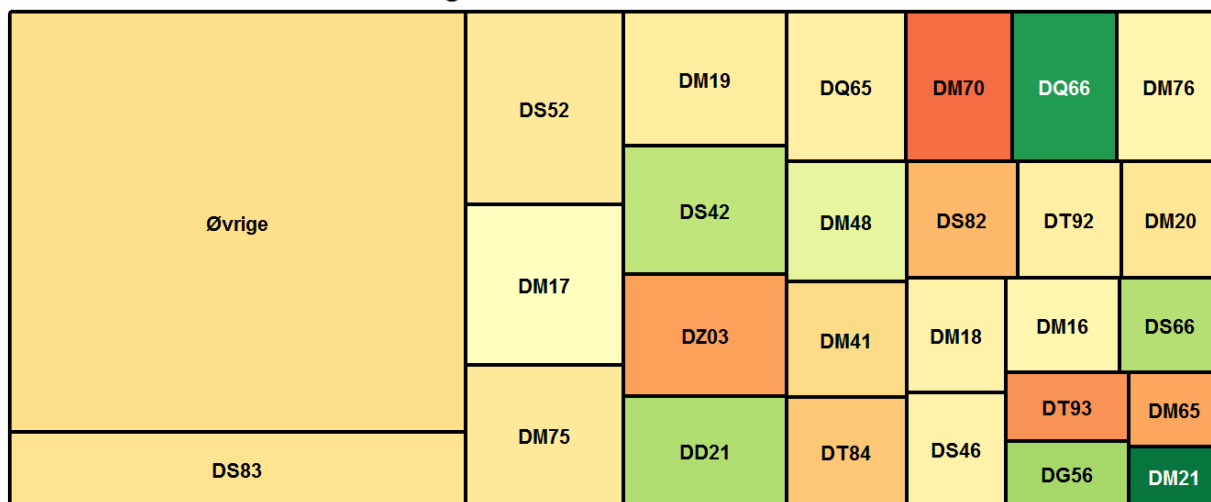 Øvrige
DS83
DS52
DM17
DM75
DM19
DS42
DZ03
DD21
DQ65
DM48
DM41
DT84
DM70
DQ66
DM76
DS82
DT92
DM20
DM18
DS46
DM16
DS66
DT93
DM65
DG56
DM21